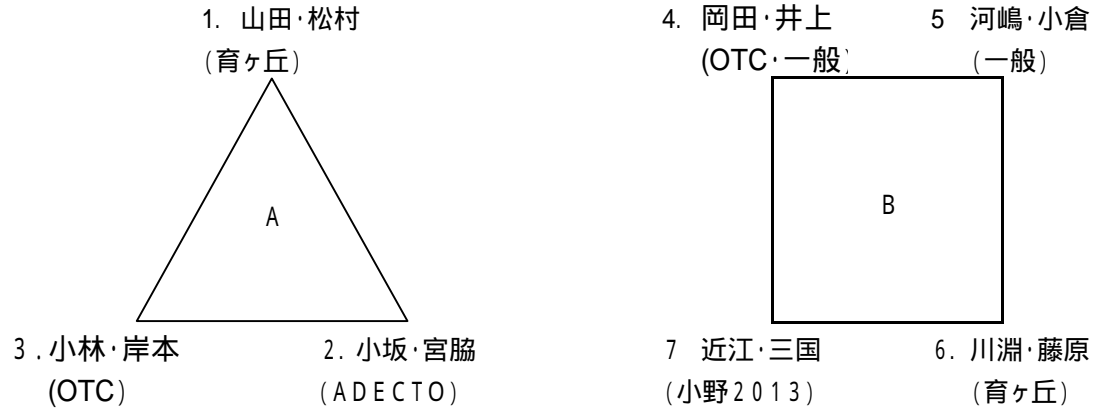 1. 山田･松村
(育ヶ丘)
A
3．小林･岸本
(OTC)
2. 小坂･宮脇
(ADECTO)
4. 岡田･井上
(OTC･一般)
5 河嶋･小倉
(一般)
B
7 近江･三国
(小野2013)
6. 川淵･藤原
(育ヶ丘)